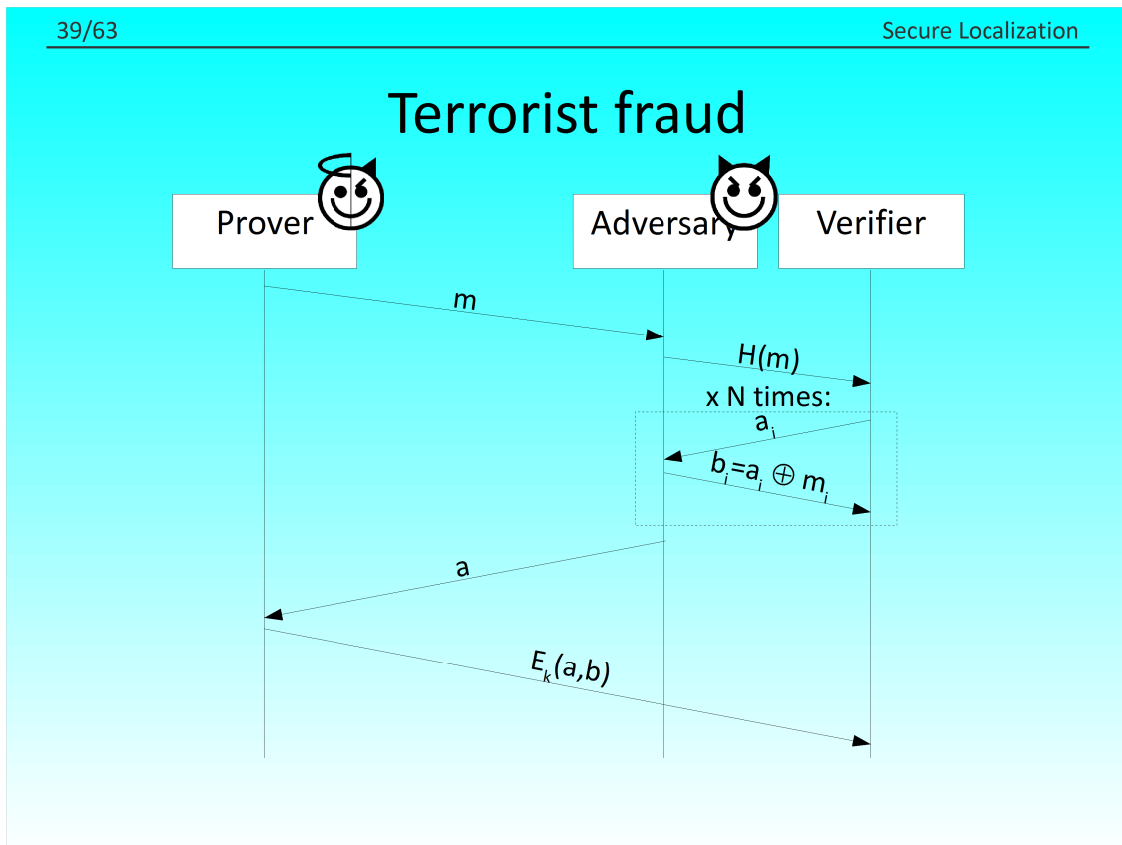 39/63 Secure Localization
Terrorist fraud
Prover Adversary Verifier
m
H(m)
x N times:
aᵢ
bᵢ=aᵢ ⊕ mᵢ
a
Eₖ(a,b)